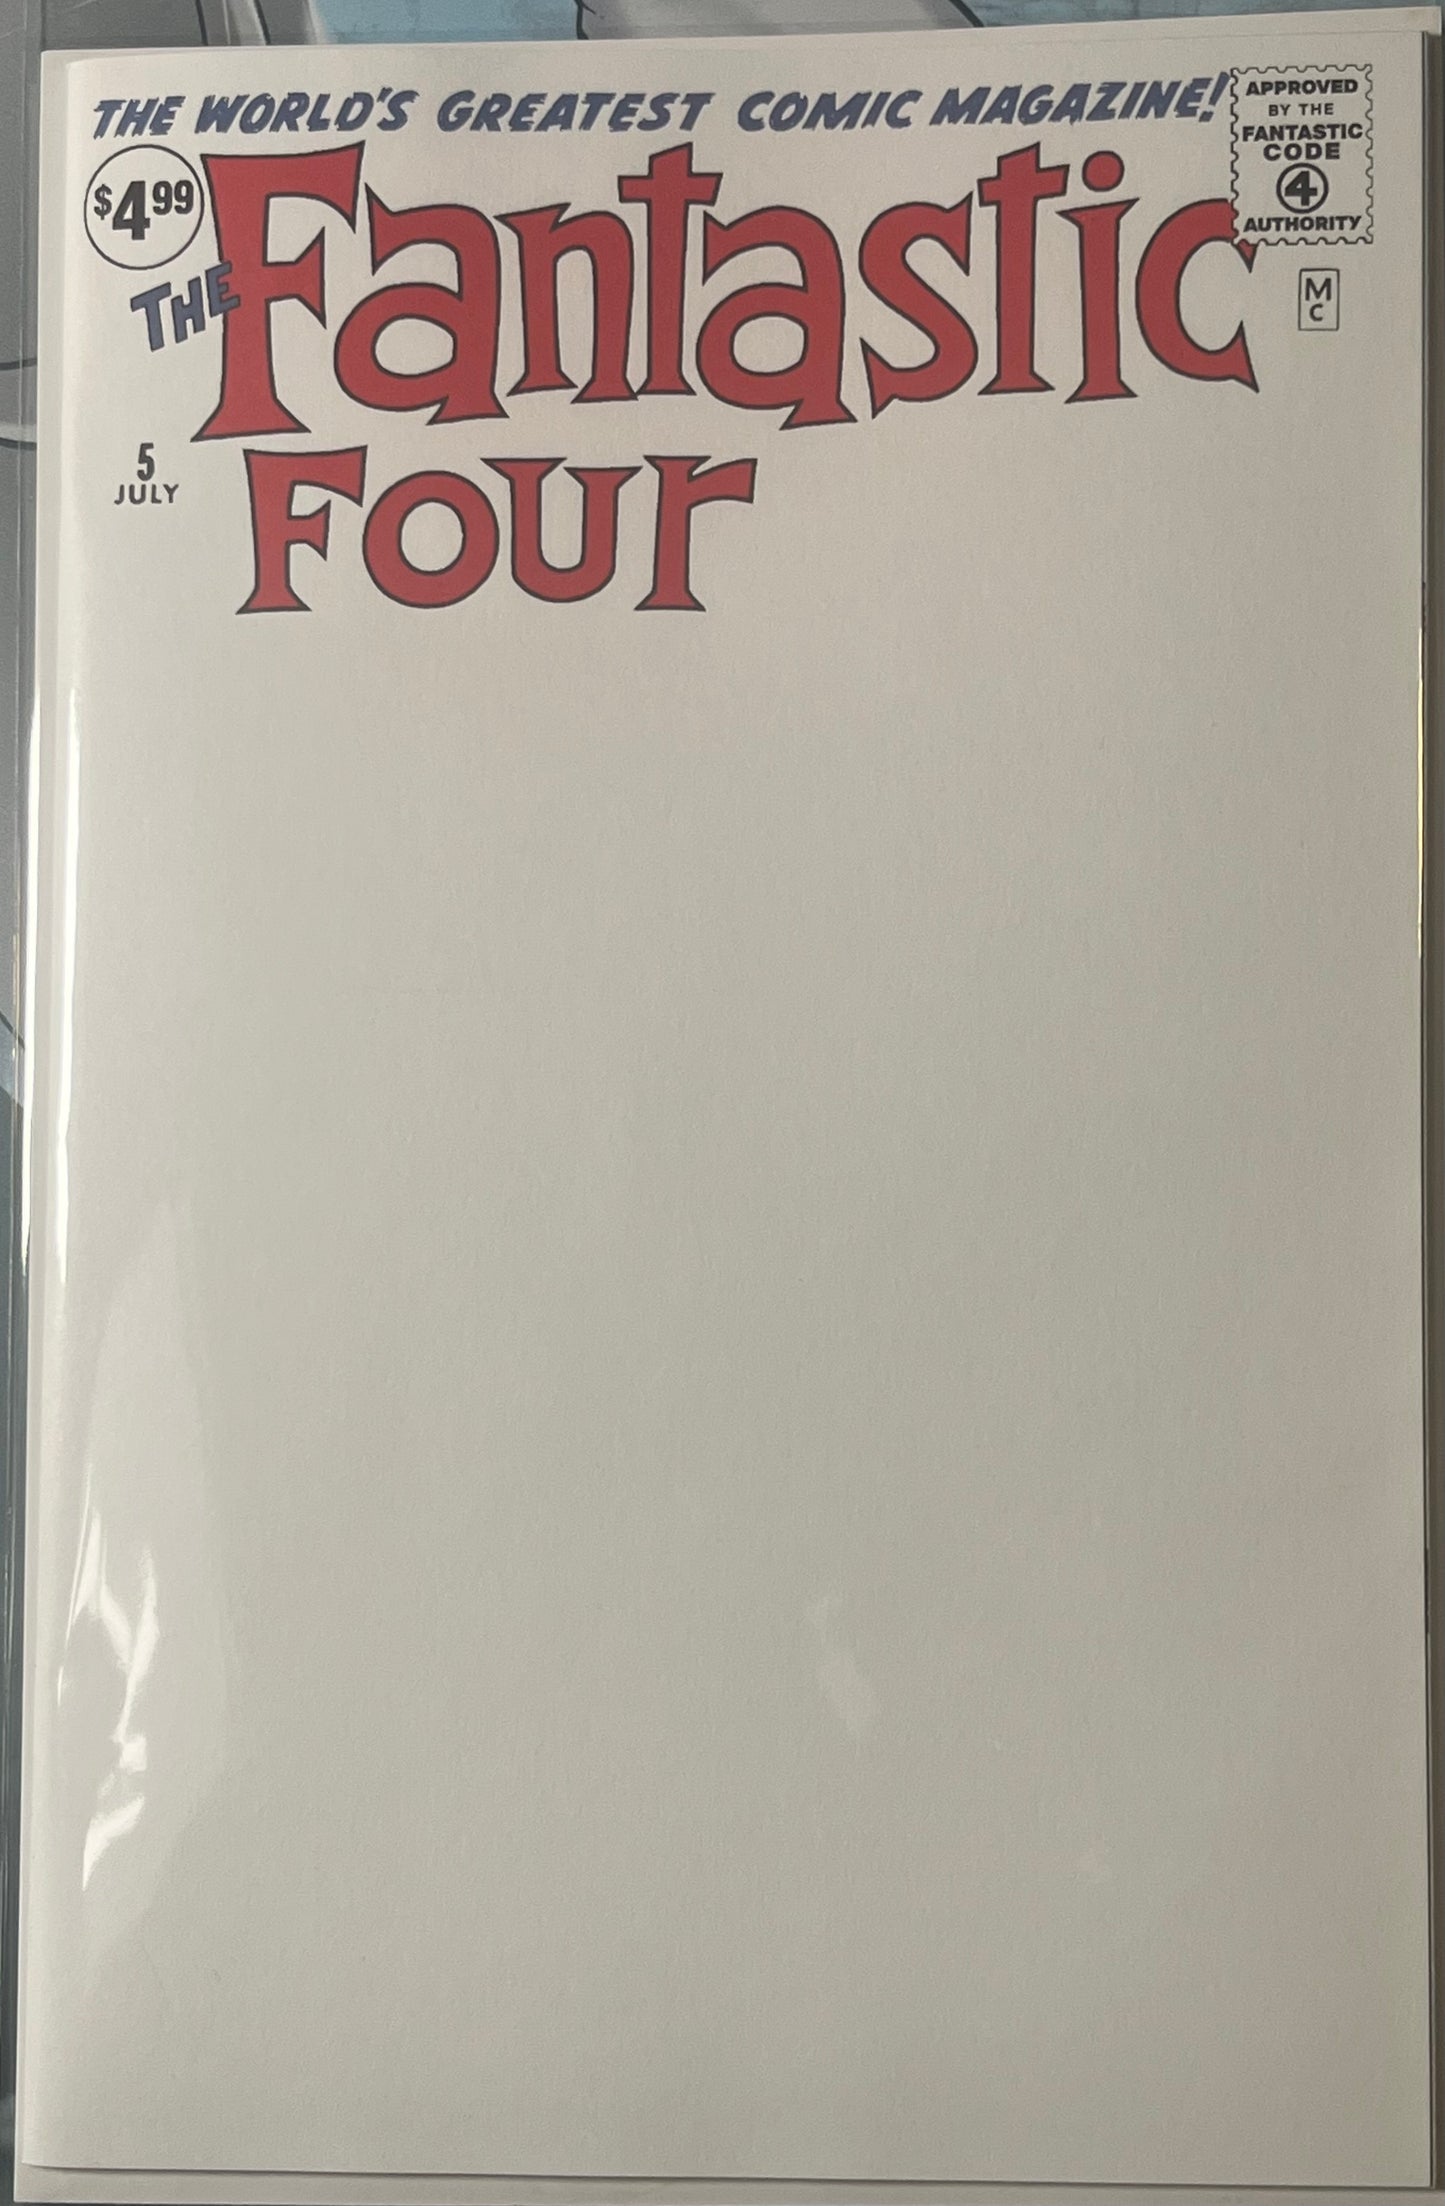 THE WORLD'S GREATEST COMIC MAGAZINE!
APPROVED
BY THE
FANTASTIC
CODE
4
AUTHORITY
$4.99
THE Fantastic
Four
M
C
5
JULY